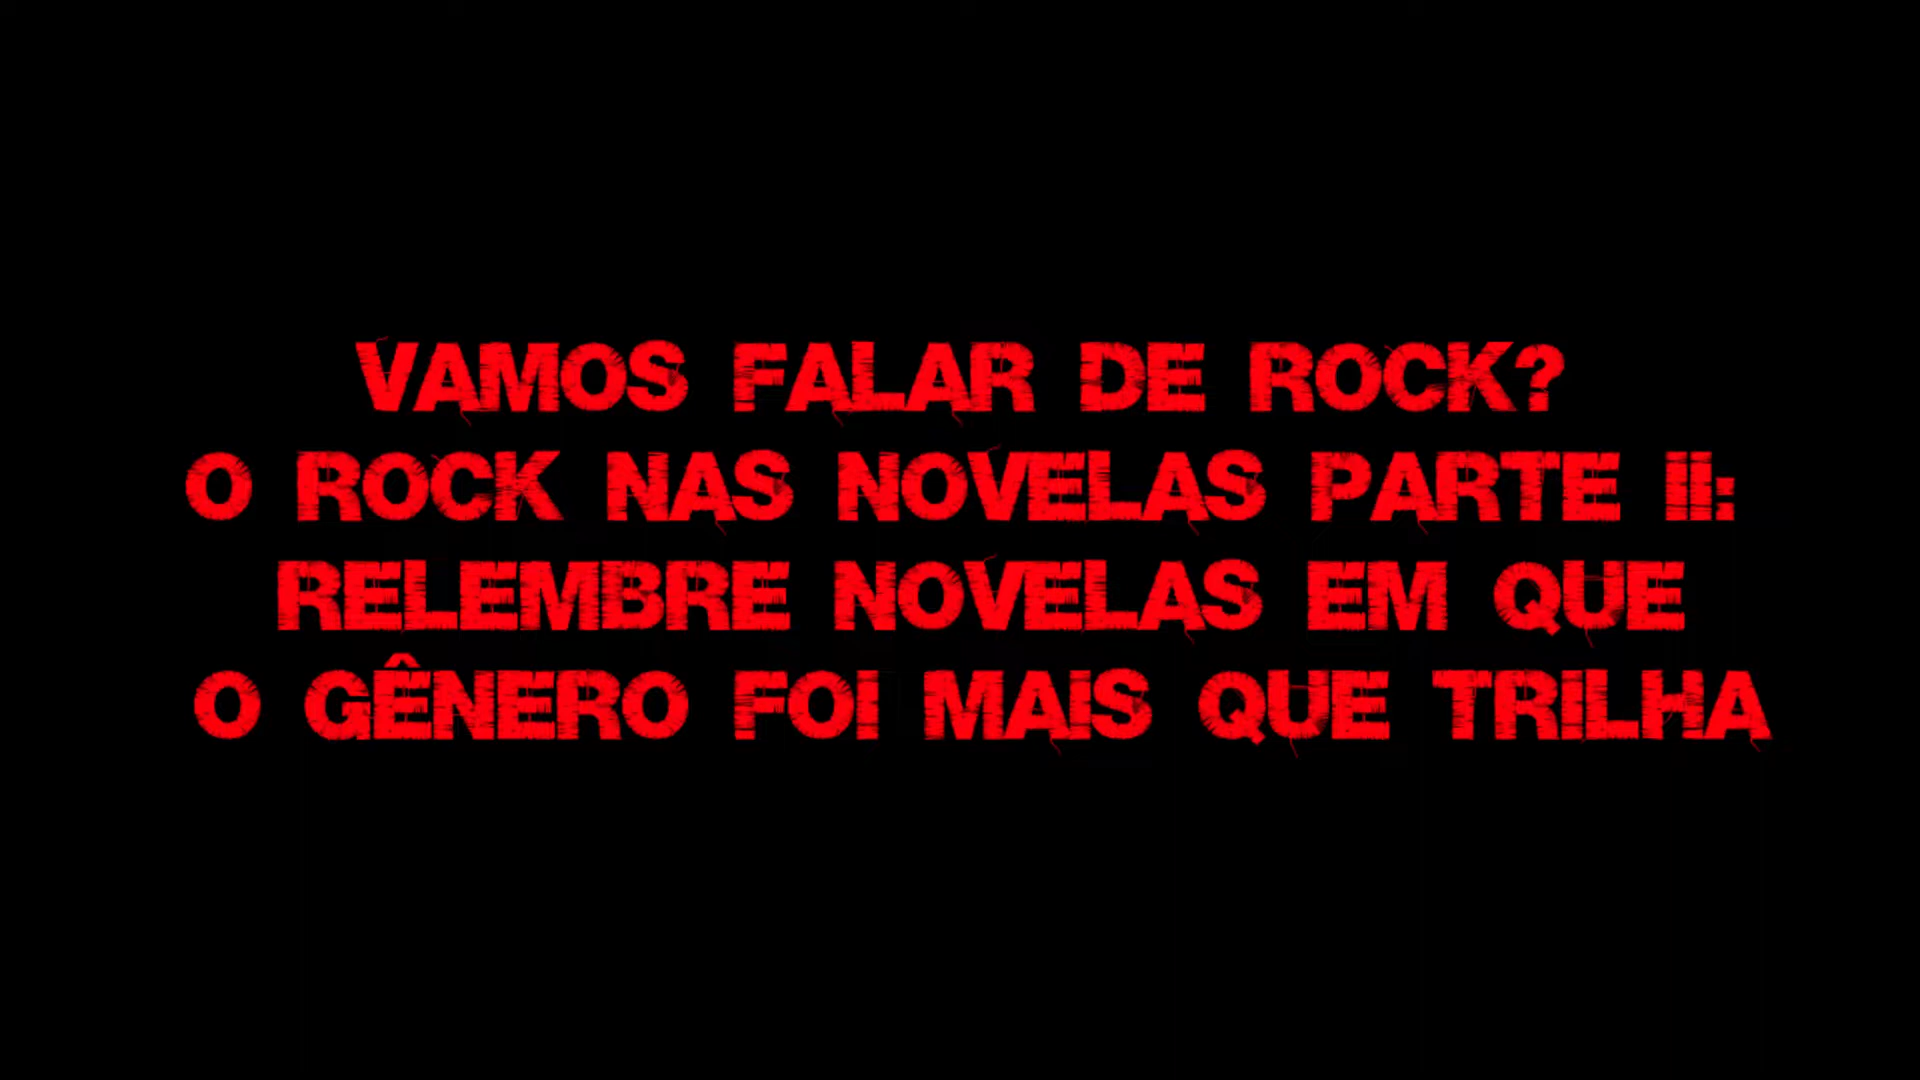 VAMOS FALAR DE ROCK?
O ROCK NAS NOVELAS PARTE II:
RELEMBRE NOVELAS EM QUE
O GÊNERO FOI MAIS QUE TRILHA